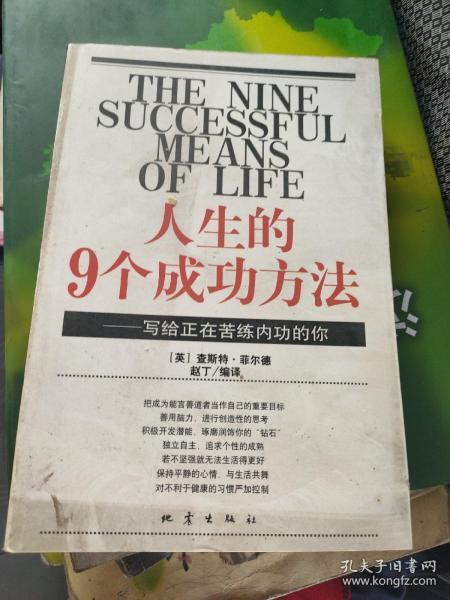 THE NINE
SUCCESSFUL
MEANS
OF LIFE
人生的
9个成功方法
——写给正在苦练内功的你
[英] 查斯特·菲尔德
赵丁/编译
把成为能言善道者当作自己的重要目标
善用脑力、进行创造性的思考
积极开发潜能、琢磨润饰你的“钻石”
独立自主、追求个性的成熟
若不坚强就无法生活得更好
保持平静的心情、与生活共舞
对不利于健康的习惯严加控制
地震出版社
孔夫子旧书网
www.kongfz.com